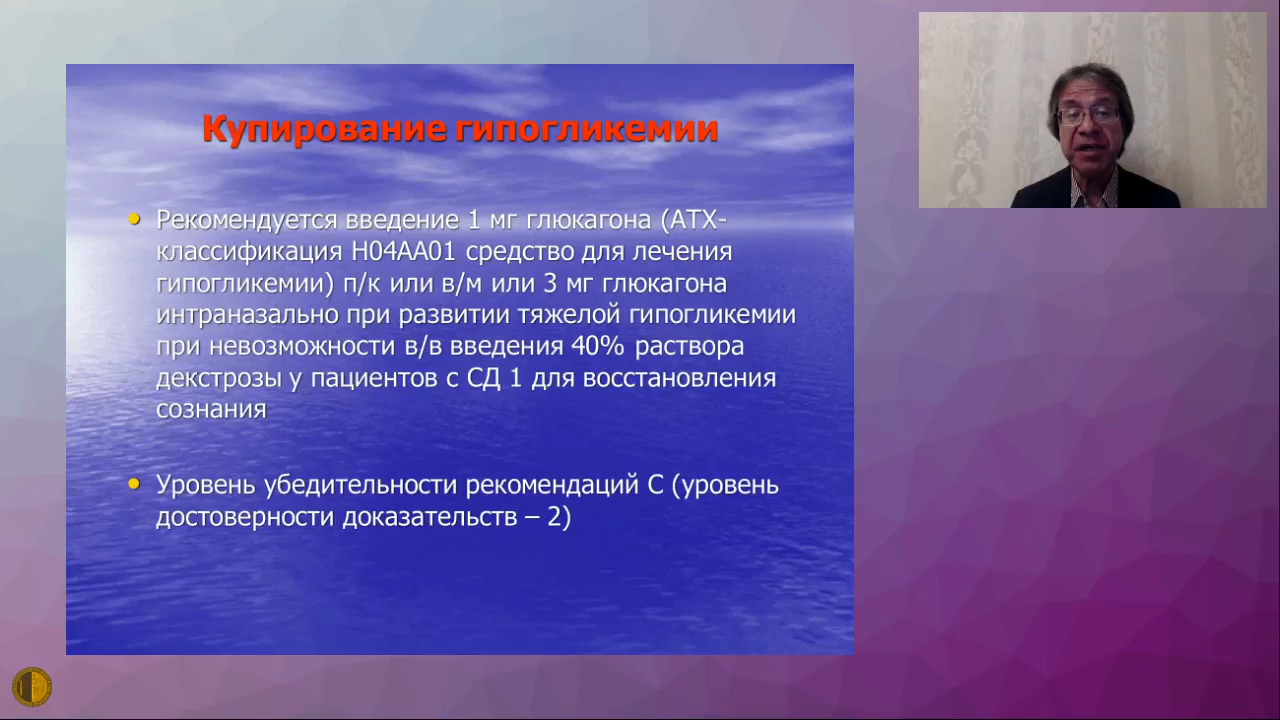 Купирование гипогликемии
• Рекомендуется введение 1 мг глюкагона (АТХ-
классификация H04AA01 средство для лечения
гипогликемии) п/к или в/м или 3 мг глюкагона
интраназально при развитии тяжелой гипогликемии
при невозможности в/в введения 40% раствора
декстрозы у пациентов с СД 1 для восстановления
сознания
• Уровень убедительности рекомендаций С (уровень
достоверности доказательств – 2)